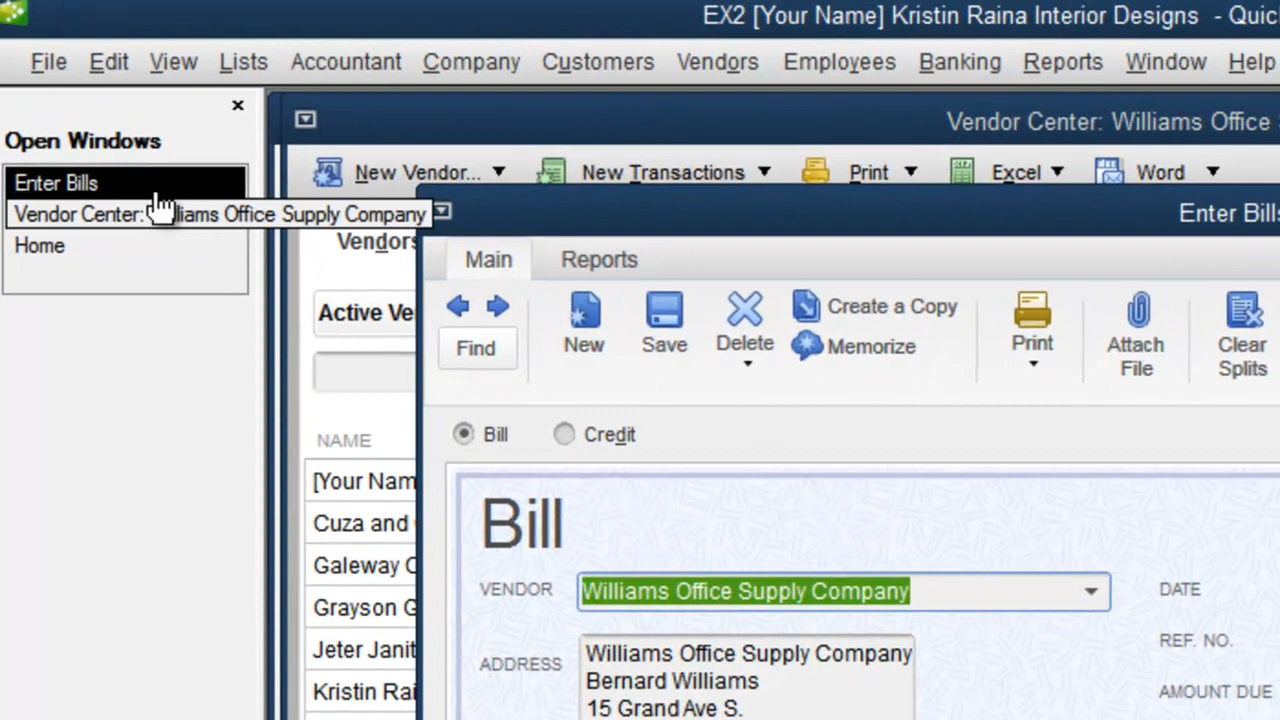 EX2 [Your Name] Kristin Raina Interior Designs - Quic
File Edit View Lists Accountant Company Customers Vendors Employees Banking Reports Window Help
Open Windows
Enter Bills
Vendor Center: Williams Office Supply Company
Home
Vendor Center: Williams Office
New Vendor... New Transactions Print Excel Word
Vendors
Enter Bills
Main Reports
Active Ve
Find
New
Save
Delete
Create a Copy
Memorize
Print
Attach
File
Clear
Splits
Bill Credit
NAME
[Your Nam
Cuza and
Galeway C
Grayson G
Jeter Janit
Kristin Rai
Bill
VENDOR Williams Office Supply Company DATE
REF. NO.
ADDRESS Williams Office Supply Company
Bernard Williams
15 Grand Ave S.
AMOUNT DUE